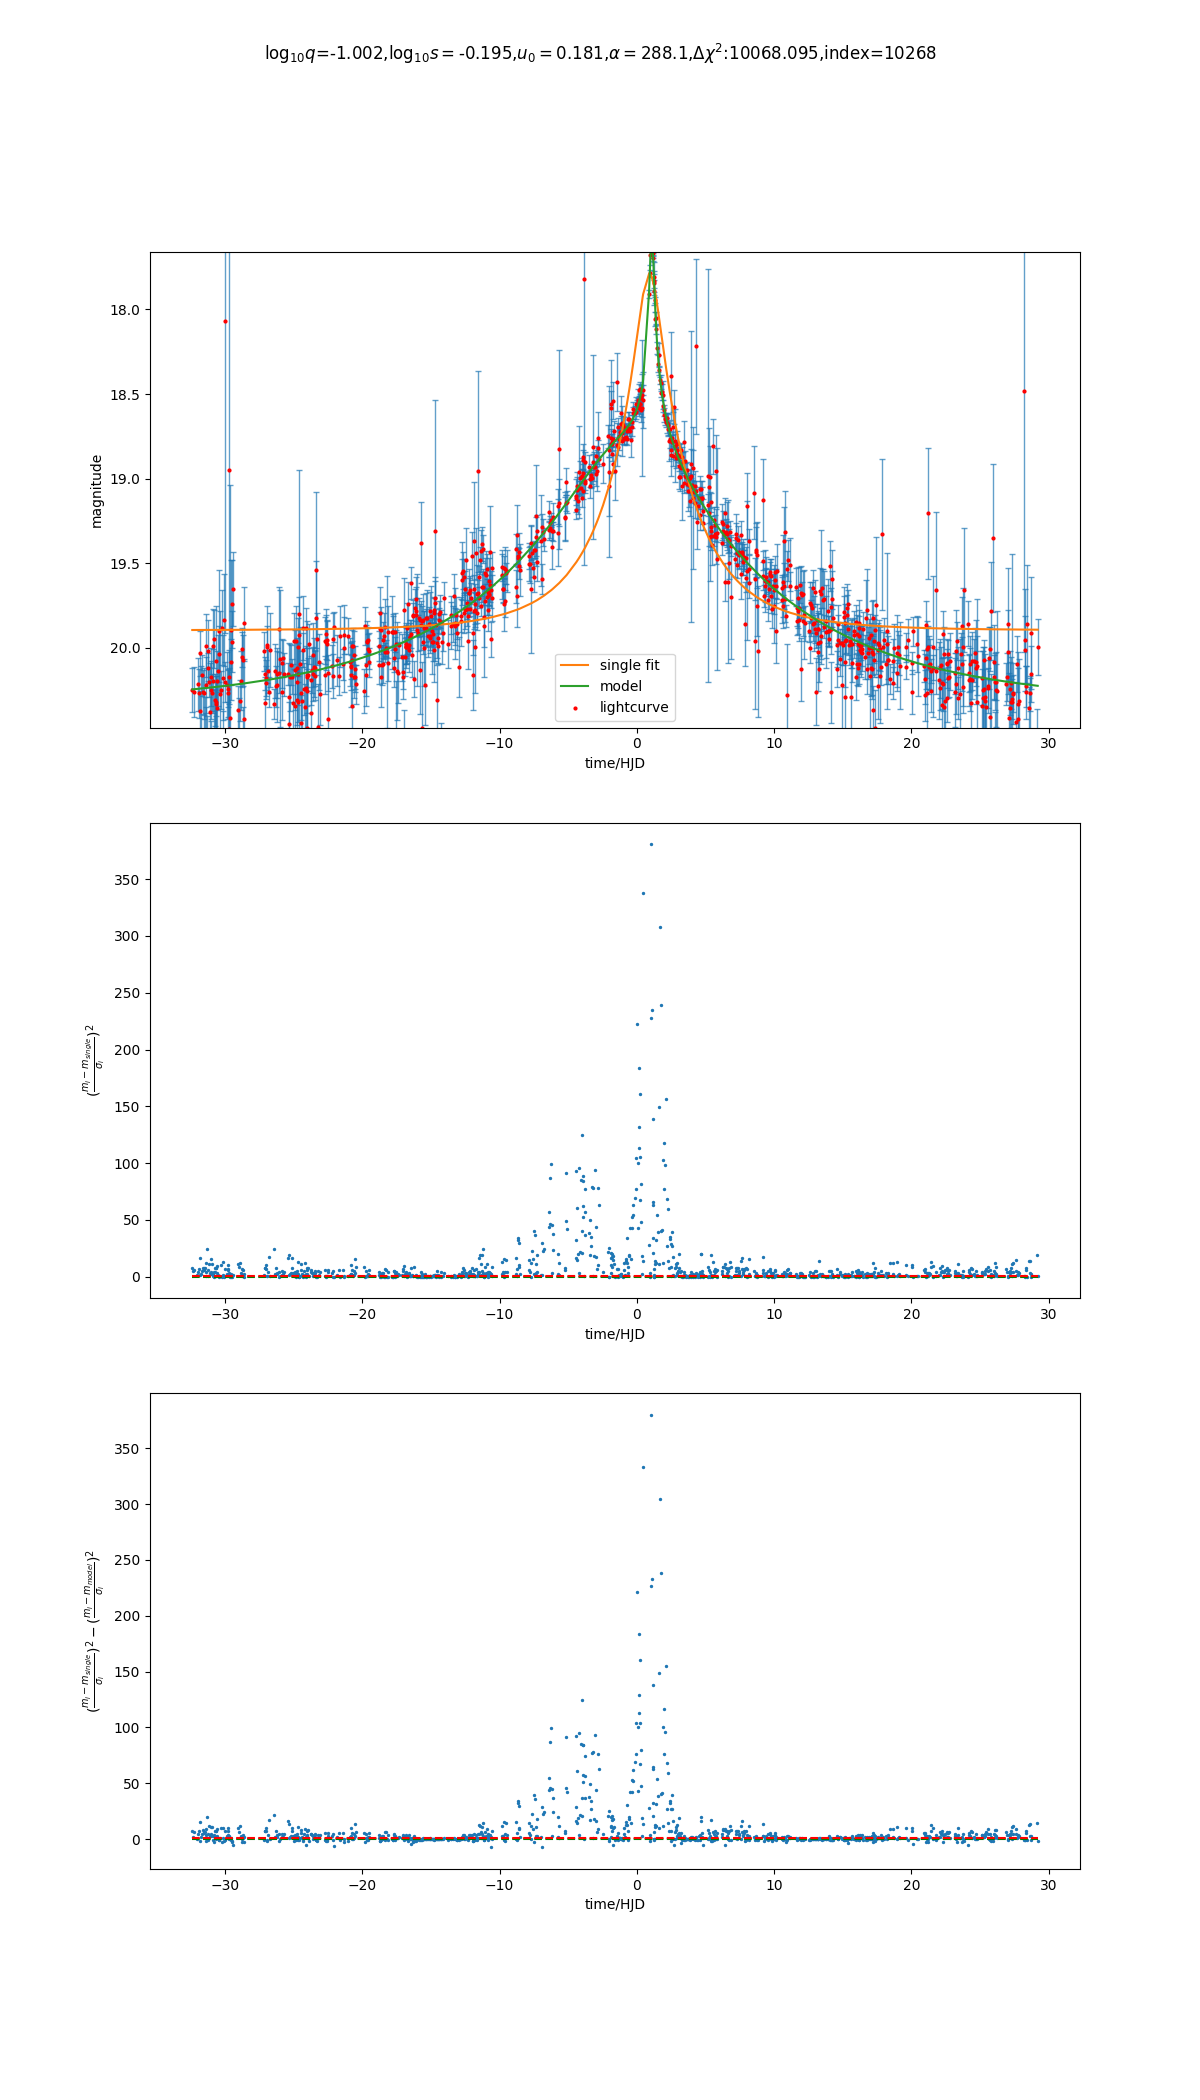 log₁₀q=-1.002,log₁₀s = -0.195,u₀ = 0.181,α = 288.1,Δχ²:10068.095,index=10268
18.0
18.5
19.0
19.5
20.0
magnitude
single fit
model
lightcurve
−30 −20 −10 0 10 20 30
time/HJD
350
300
250
200
150
100
50
0
(mᵢ − m_single / σᵢ)²
−30 −20 −10 0 10 20 30
time/HJD
350
300
250
200
150
100
50
0
(mᵢ − m_single / σᵢ)² − (mᵢ − m_model / σᵢ)²
−30 −20 −10 0 10 20 30
time/HJD